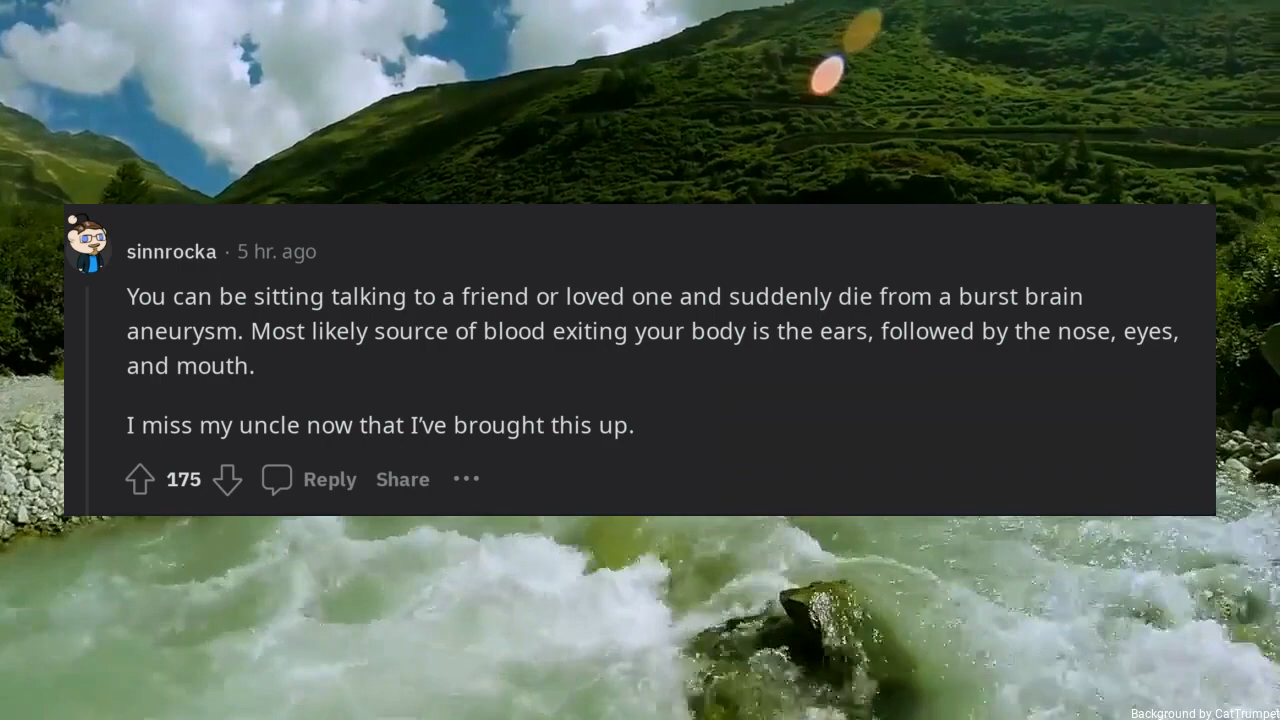 sinnrocka · 5 hr. ago
You can be sitting talking to a friend or loved one and suddenly die from a burst brain
aneurysm. Most likely source of blood exiting your body is the ears, followed by the nose, eyes,
and mouth.
I miss my uncle now that I’ve brought this up.
175 Reply Share ···
Background by CatTrumpet